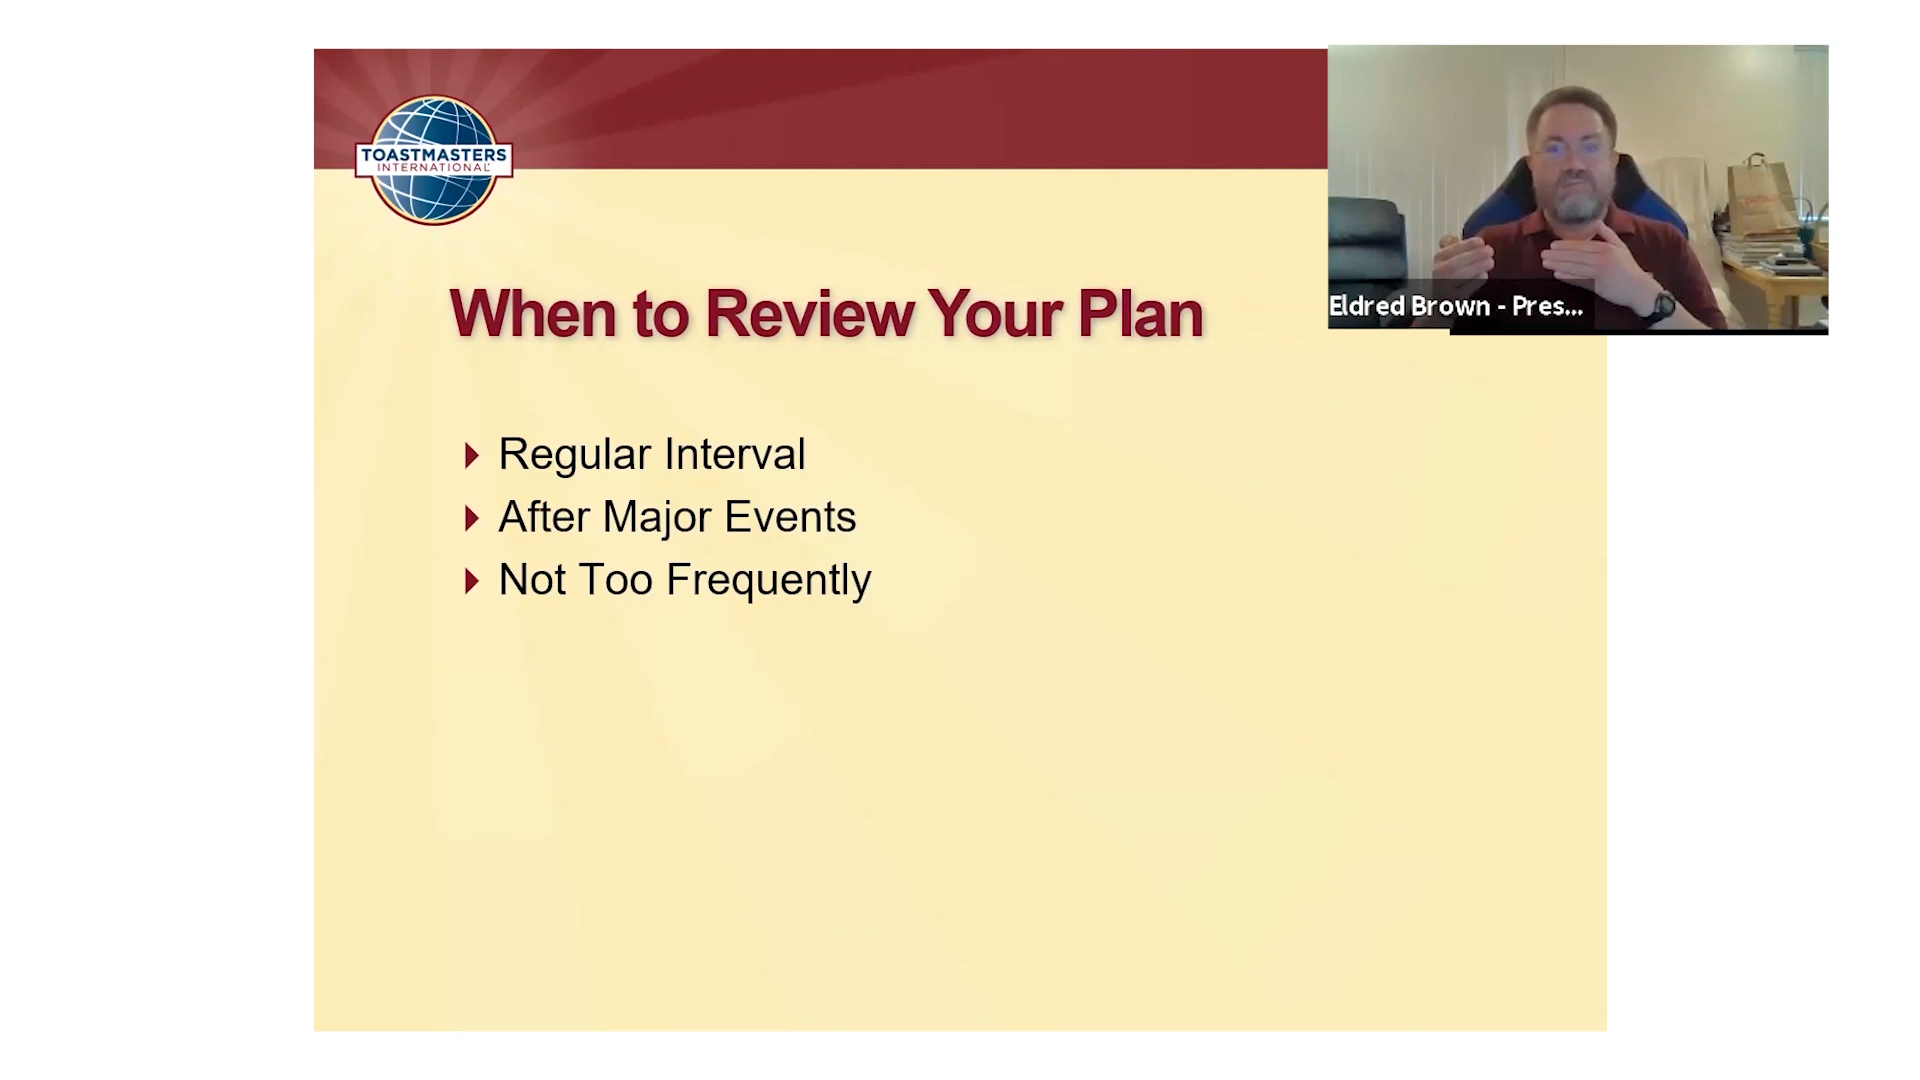 TOASTMASTERS
INTERNATIONAL
Eldred Brown - Pres...
When to Review Your Plan
Regular Interval
After Major Events
Not Too Frequently